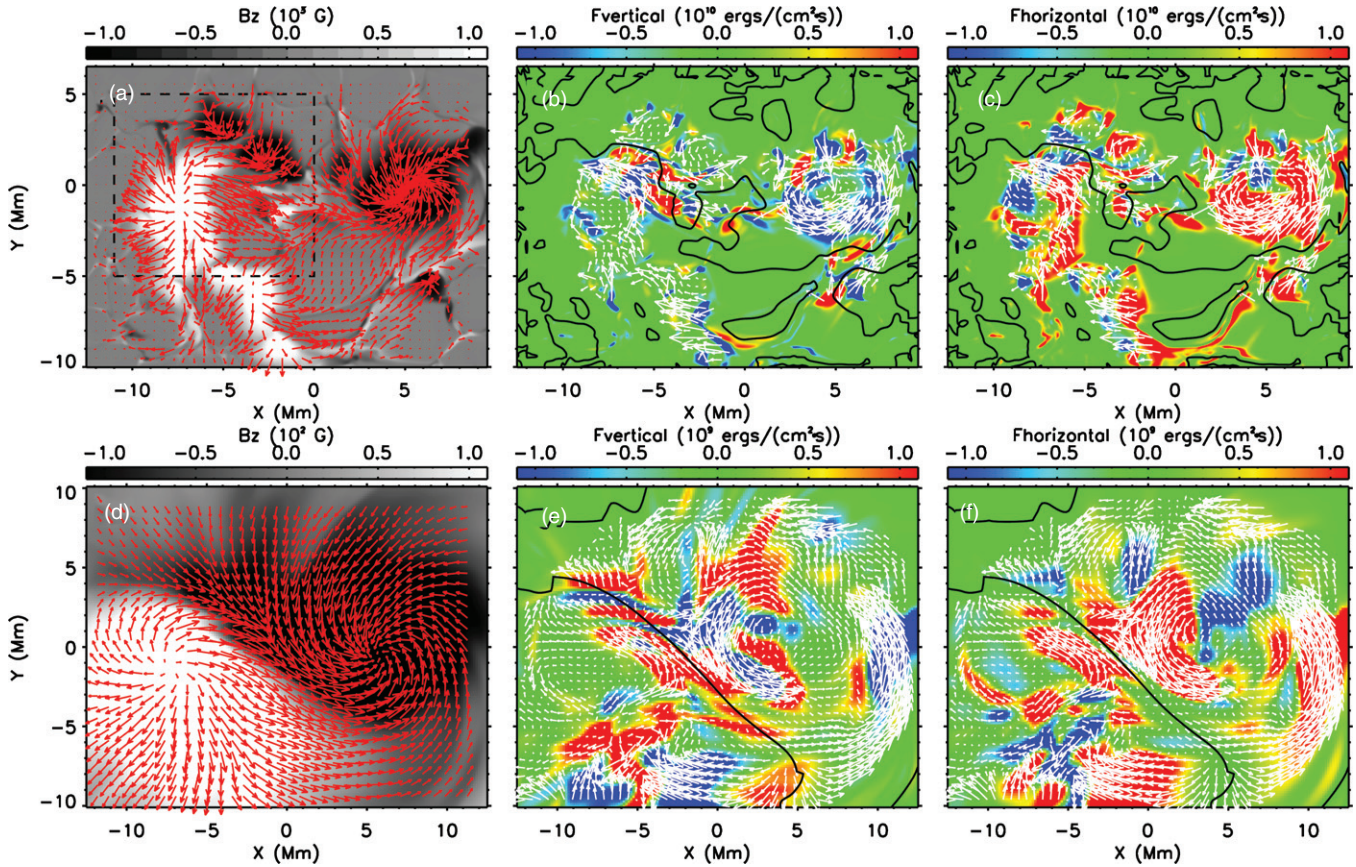 Bz (10³ G)
−1.0 −0.5 0.0 0.5 1.0
(a)
Y (Mm)
5
0
−5
−10
−10 −5 0 5
X (Mm)
Fvertical (10¹⁰ ergs/(cm²s))
−1.0 −0.5 0.0 0.5 1.0
(b)
−10 −5 0 5
X (Mm)
Fhorizontal (10¹⁰ ergs/(cm²s))
−1.0 −0.5 0.0 0.5 1.0
(c)
−10 −5 0 5
X (Mm)
Bz (10² G)
−1.0 −0.5 0.0 0.5 1.0
(d)
Y (Mm)
10
5
0
−5
−10
−10 −5 0 5 10
X (Mm)
Fvertical (10⁹ ergs/(cm²s))
−1.0 −0.5 0.0 0.5 1.0
(e)
−10 −5 0 5 10
X (Mm)
Fhorizontal (10⁹ ergs/(cm²s))
−1.0 −0.5 0.0 0.5 1.0
(f)
−10 −5 0 5 10
X (Mm)